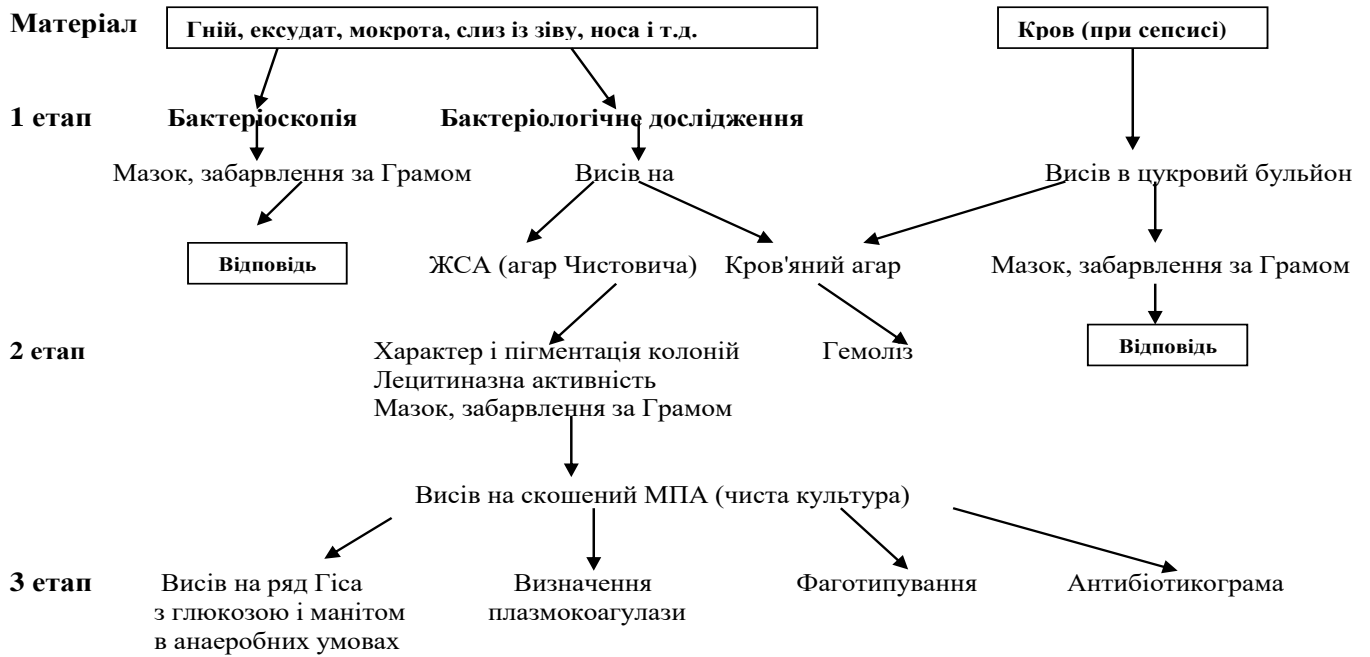 Матеріал
Гній, ексудат, мокрота, слиз із зіву, носа і т.д.
Кров (при сепсисі)
1 етап
Бактеріоскопія
Бактеріологічне дослідження
Мазок, забарвлення за Грамом
Висів на
Висів в цукровий бульйон
Відповідь
ЖСА (агар Чистовича)
Кров'яний агар
Мазок, забарвлення за Грамом
Відповідь
2 етап
Характер і пігментація колоній
Лецитиназна активність
Мазок, забарвлення за Грамом
Гемоліз
Висів на скошений МПА (чиста культура)
3 етап
Висів на ряд Гіса
з глюкозою і манітом
в анаеробних умовах
Визначення
плазмокоагулази
Фаготипування
Антибіотикограма